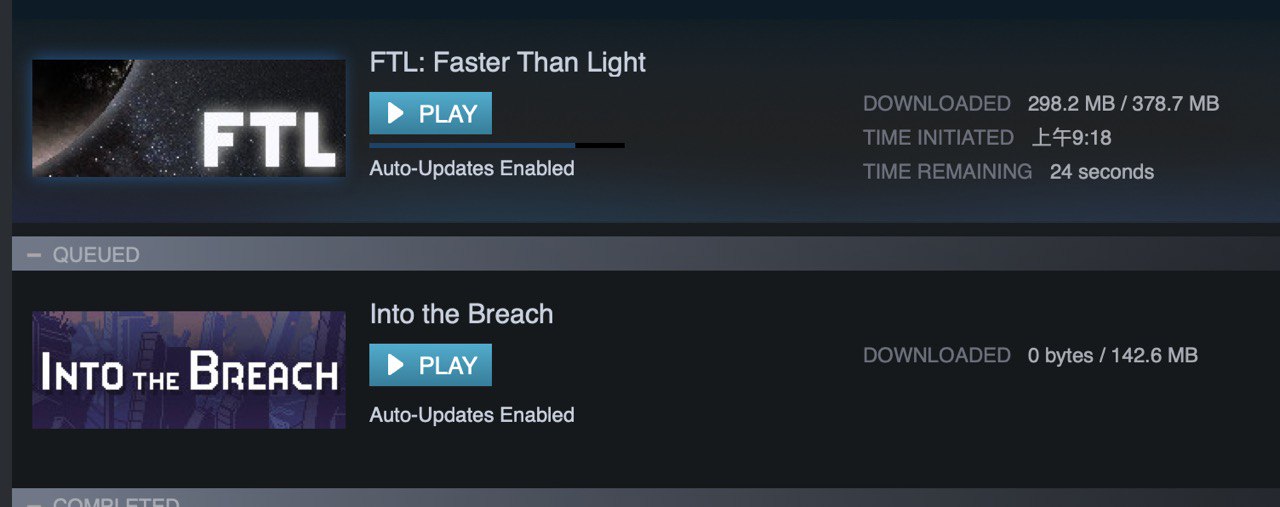 FTL: Faster Than Light
FTL
PLAY
Auto-Updates Enabled
DOWNLOADED 298.2 MB / 378.7 MB
TIME INITIATED 上午9:18
TIME REMAINING 24 seconds
— QUEUED
Into the Breach
INTO THE BREACH
PLAY
Auto-Updates Enabled
DOWNLOADED 0 bytes / 142.6 MB
— COMPLETED